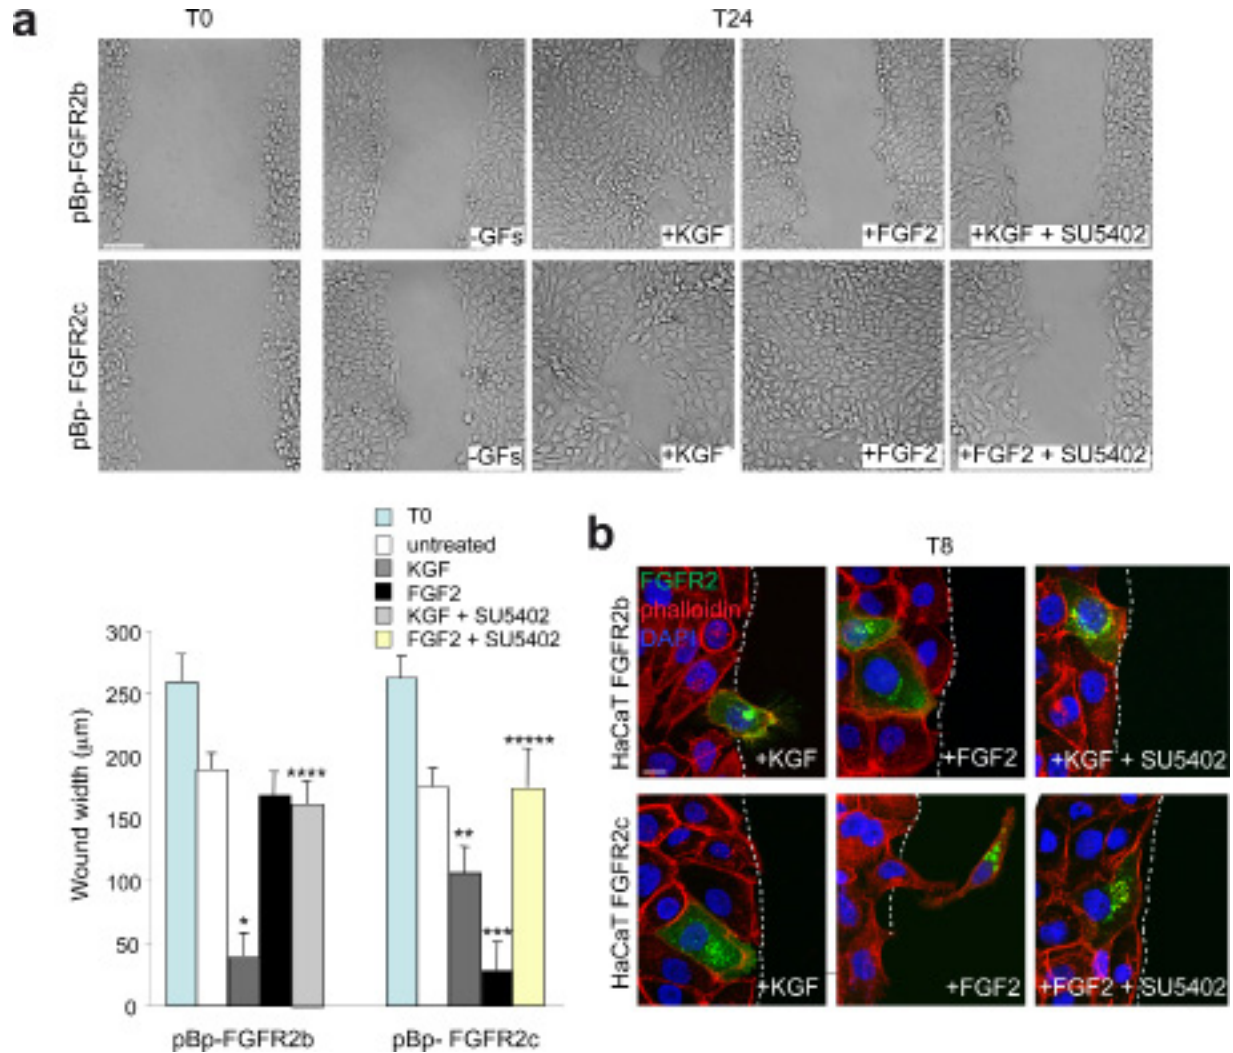 a
T0
T24
pBp-FGFR2b
-GFs
+KGF
+FGF2
+KGF + SU5402
pBp- FGFR2c
-GFs
+KGF
+FGF2
+FGF2 + SU5402
T0
untreated
KGF
FGF2
KGF + SU5402
FGF2 + SU5402
Wound width (μm)
300
250
200
150
100
50
0
*
****
**
***
*****
pBp-FGFR2b
pBp- FGFR2c
b
T8
HaCaT FGFR2b
FGFR2
phalloidin
DAPI
+KGF
+FGF2
+KGF + SU5402
HaCaT FGFR2c
+KGF
+FGF2
+FGF2 + SU5402